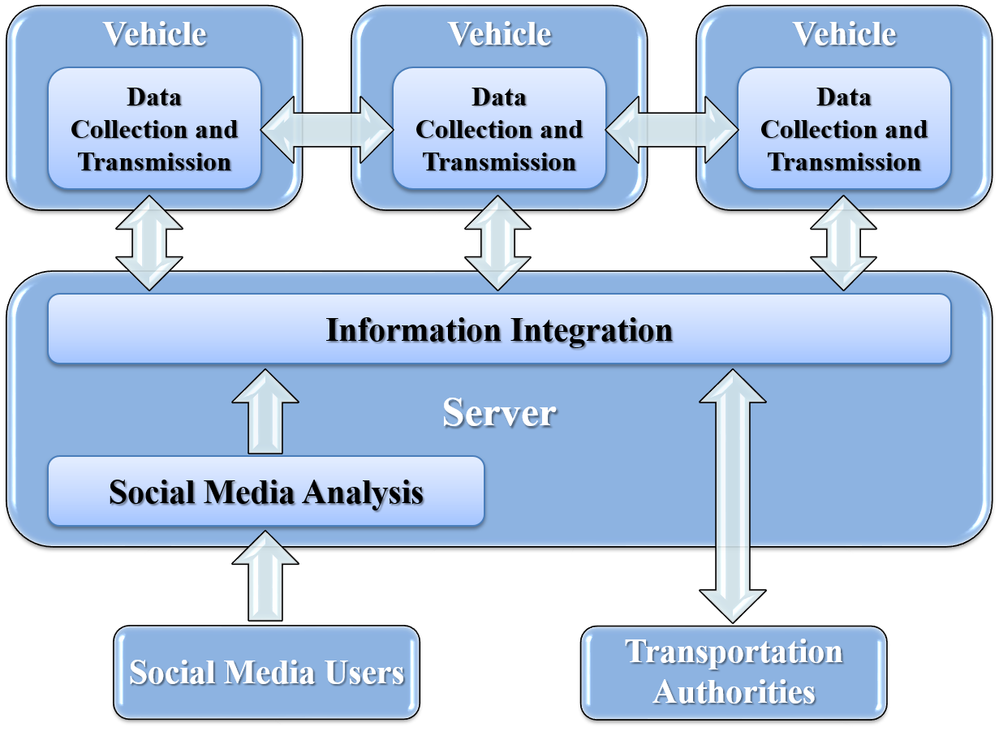 Vehicle
Data
Collection and
Transmission
Vehicle
Data
Collection and
Transmission
Vehicle
Data
Collection and
Transmission
Information Integration
Server
Social Media Analysis
Social Media Users
Transportation
Authorities